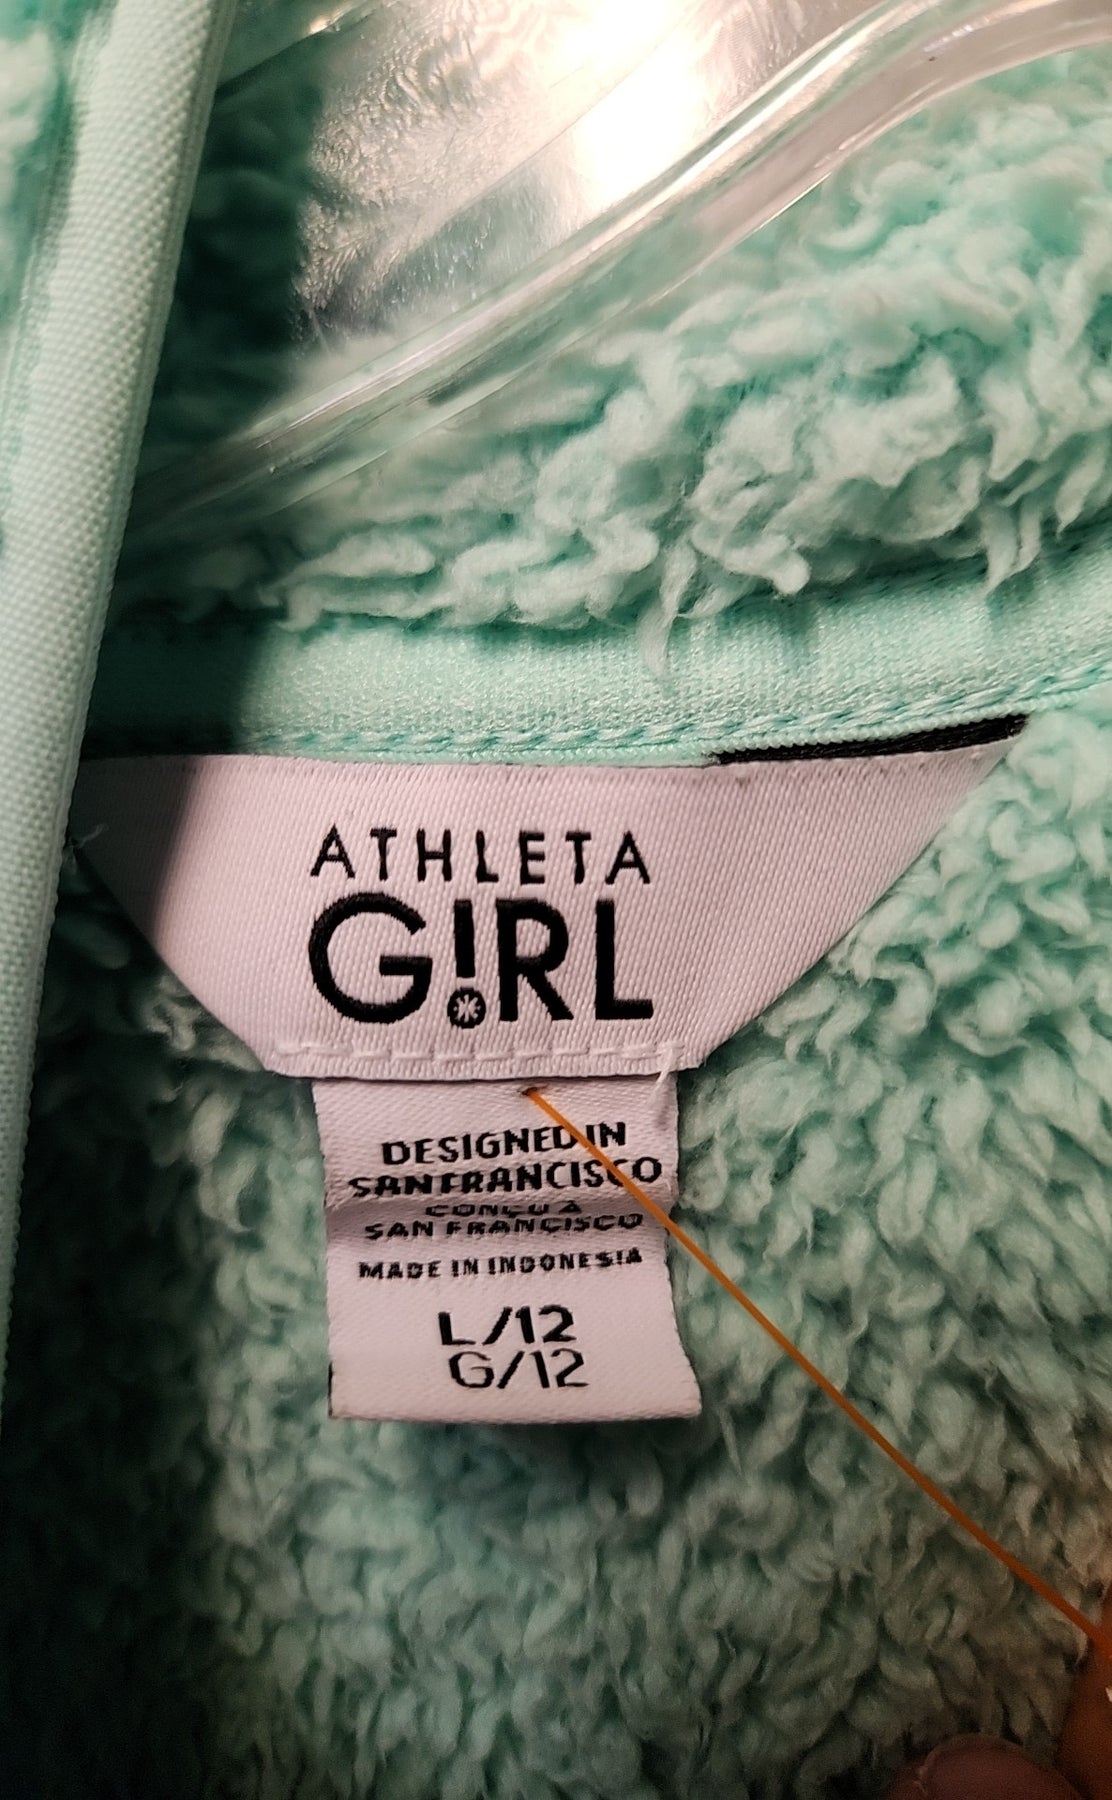 ATHLETA
G!RL
DESIGNED IN
SAN FRANCISCO
CONÇU À
SAN FRANCISCO
MADE IN INDONESIA
L/12
G/12